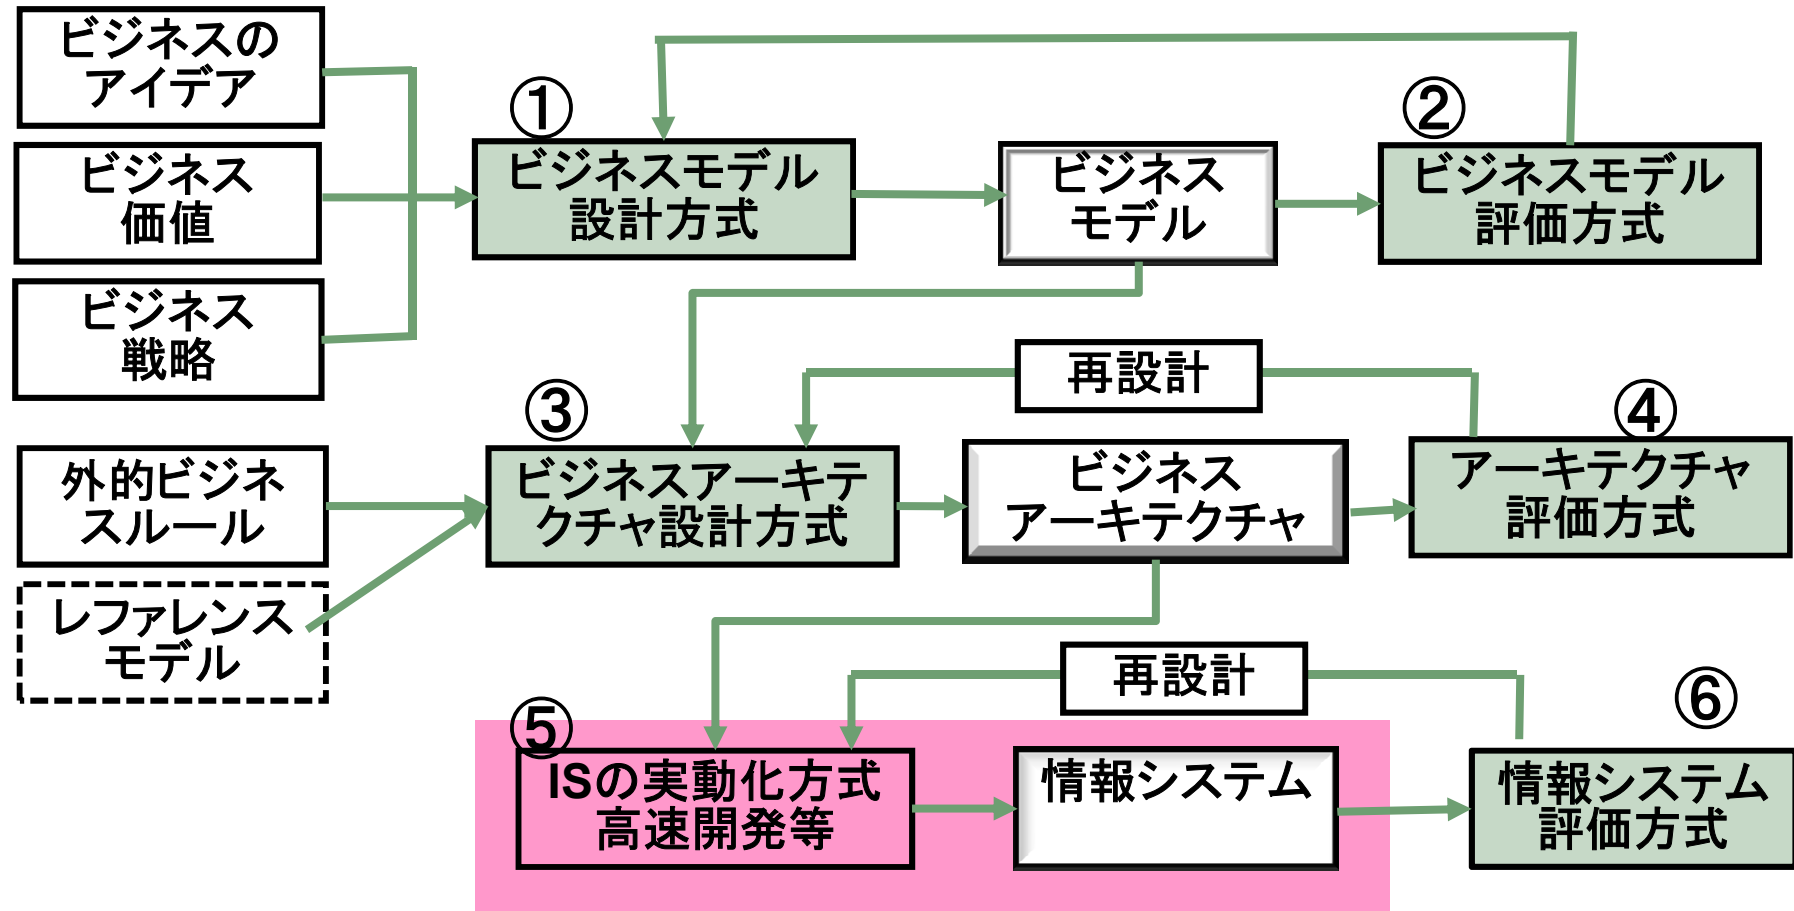 ビジネスの
アイデア
ビジネス
価値
ビジネス
戦略
①
ビジネスモデル
設計方式
ビジネス
モデル
②
ビジネスモデル
評価方式
再設計
③
④
外的ビジネ
スルール
ビジネスアーキテ
クチャ設計方式
ビジネス
アーキテクチャ
アーキテクチャ
評価方式
レファレンス
モデル
再設計
⑤
⑥
ISの実動化方式
高速開発等
情報システム
情報システム
評価方式